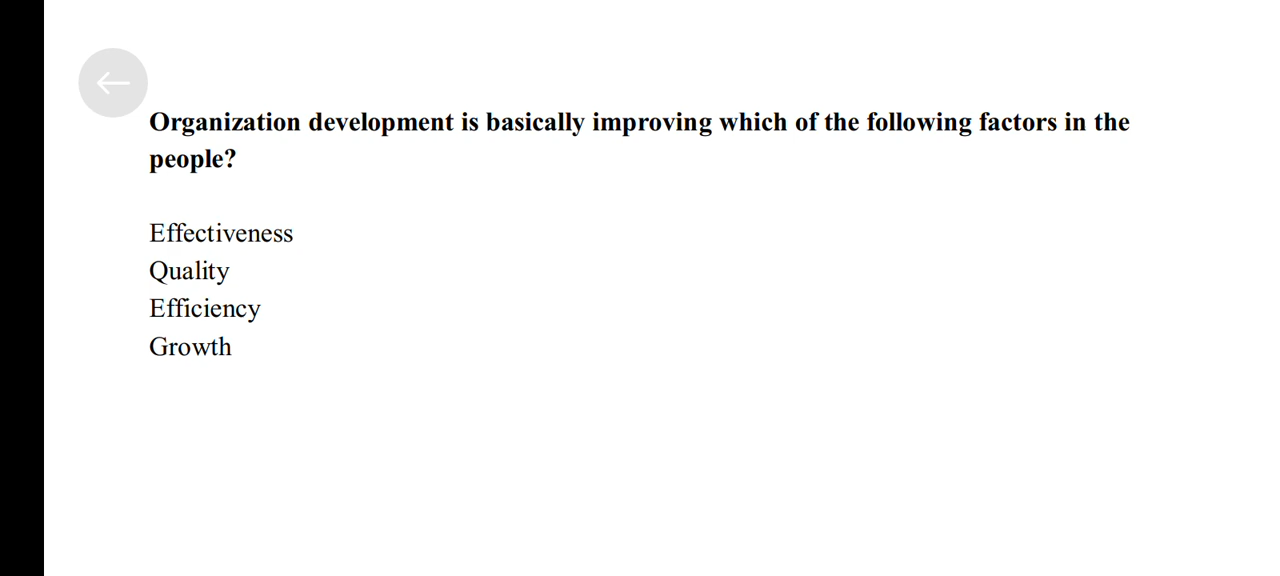 Organization development is basically improving which of the following factors in the
people?
Effectiveness
Quality
Efficiency
Growth